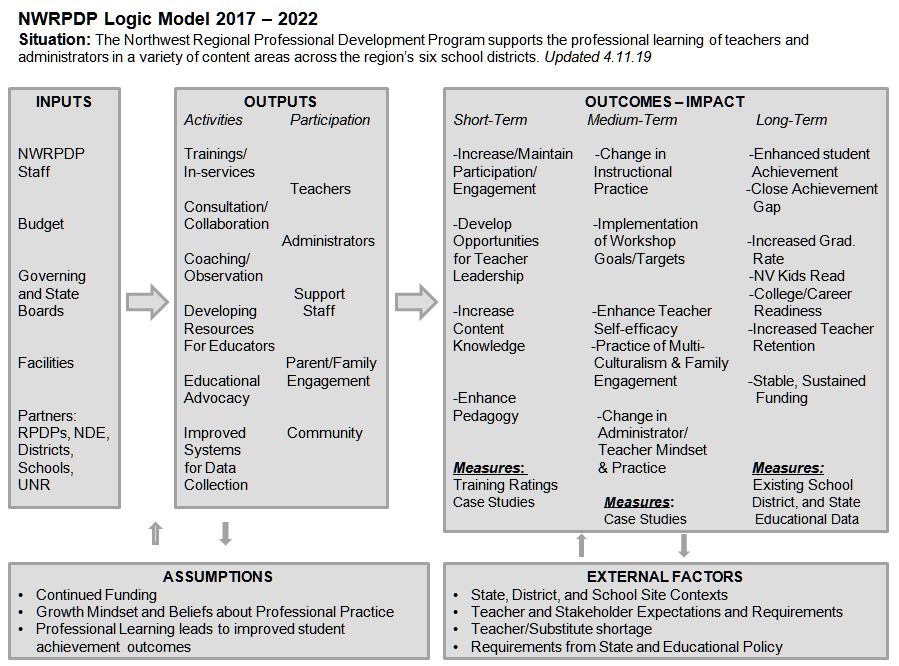 NWRPDP Logic Model 2017 – 2022
Situation: The Northwest Regional Professional Development Program supports the professional learning of teachers and
administrators in a variety of content areas across the region's six school districts. Updated 4.11.19
INPUTS
NWRPDP
Staff
Budget
Governing
and State
Boards
Facilities
Partners:
RPDPs, NDE,
Districts,
Schools,
UNR
OUTPUTS
Activities
Trainings/
In-services
Consultation/
Collaboration
Coaching/
Observation
Developing
Resources
For Educators
Educational
Advocacy
Improved
Systems
for Data
Collection
Participation
Teachers
Administrators
Support
Staff
Parent/Family
Engagement
Community
OUTCOMES – IMPACT
Short-Term
-Increase/Maintain
Participation/
Engagement
-Develop
Opportunities
for Teacher
Leadership
-Increase
Content
Knowledge
-Enhance
Pedagogy
Measures:
Training Ratings
Case Studies
Medium-Term
-Change in
Instructional
Practice
-Implementation
of Workshop
Goals/Targets
-Enhance Teacher
Self-efficacy
-Practice of Multi-
Culturalism & Family
Engagement
-Change in
Administrator/
Teacher Mindset
& Practice
Measures:
Case Studies
Long-Term
-Enhanced student
Achievement
-Close Achievement
Gap
-Increased Grad.
Rate
-NV Kids Read
-College/Career
Readiness
-Increased Teacher
Retention
-Stable, Sustained
Funding
Measures:
Existing School
District, and State
Educational Data
ASSUMPTIONS
• Continued Funding
• Growth Mindset and Beliefs about Professional Practice
• Professional Learning leads to improved student
achievement outcomes
EXTERNAL FACTORS
• State, District, and School Site Contexts
• Teacher and Stakeholder Expectations and Requirements
• Teacher/Substitute shortage
• Requirements from State and Educational Policy